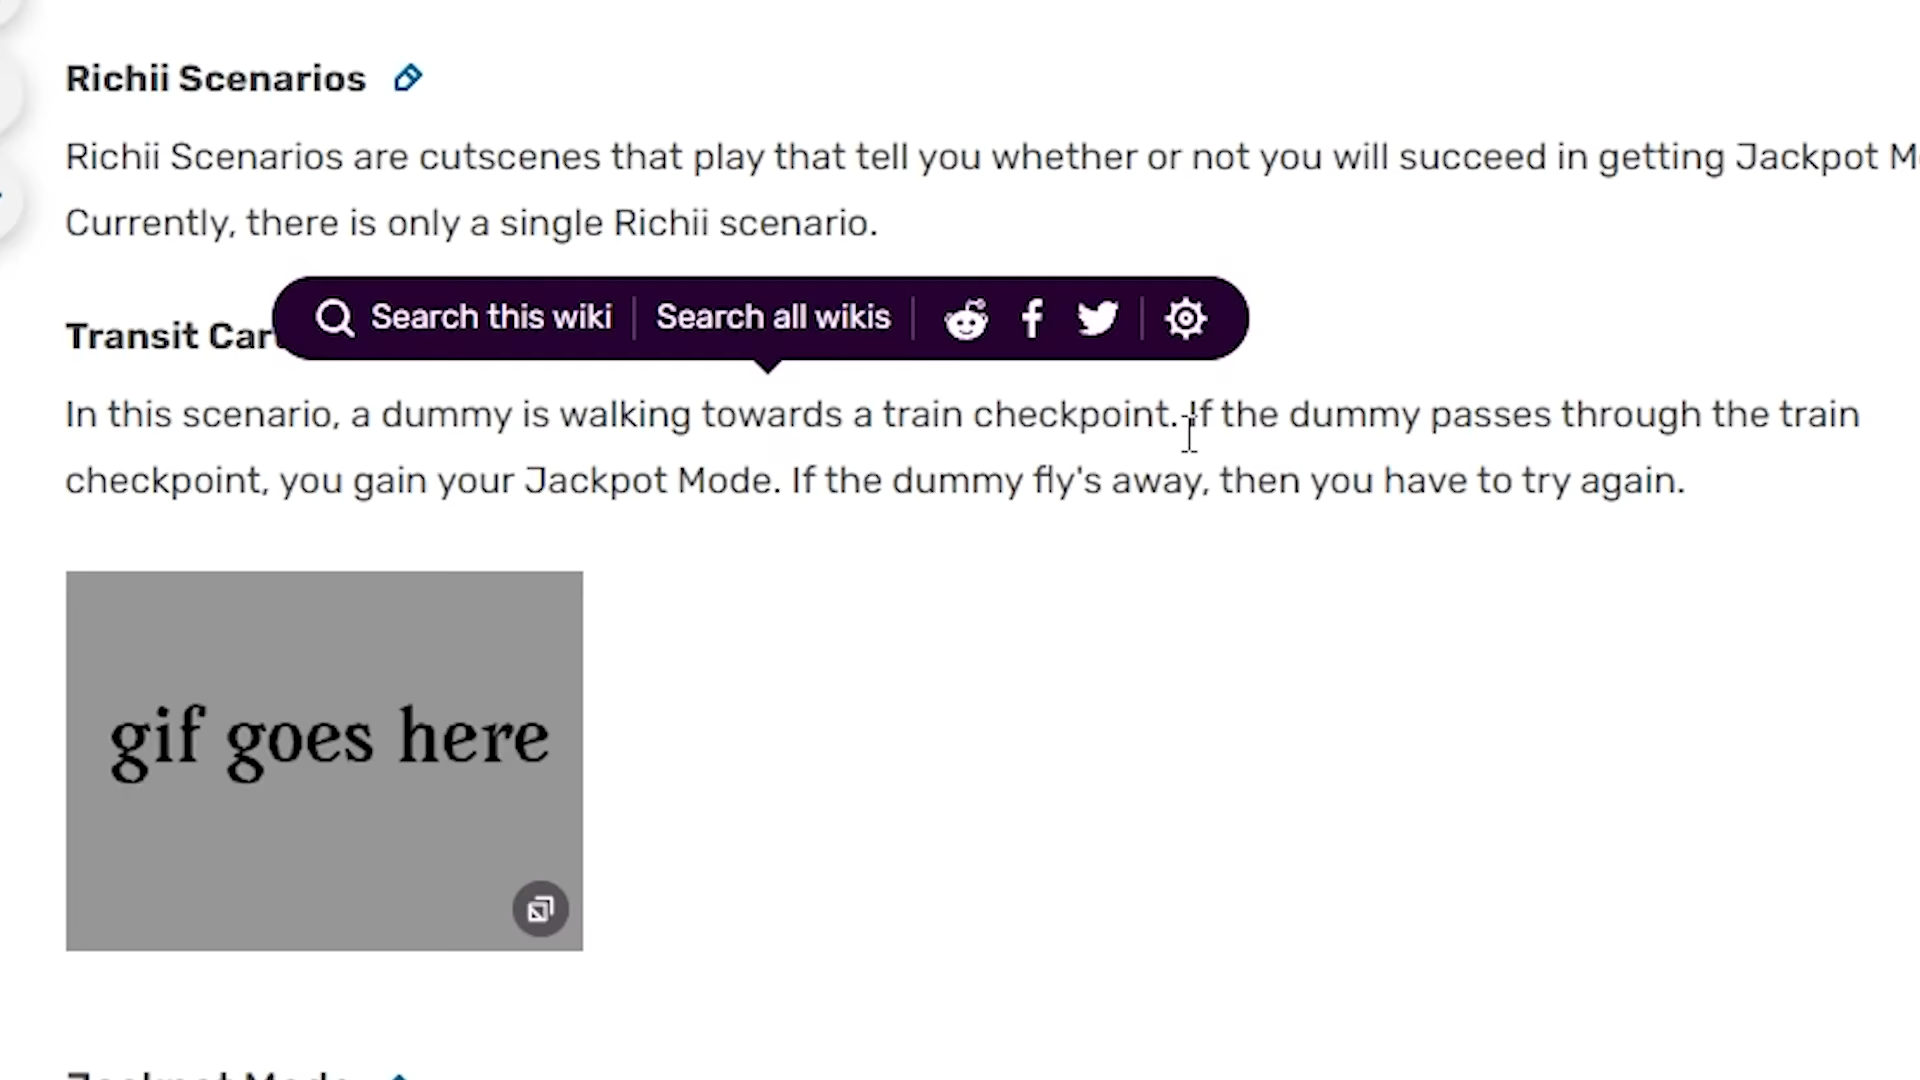 Richii Scenarios
Richii Scenarios are cutscenes that play that tell you whether or not you will succeed in getting Jackpot
Currently, there is only a single Richii scenario.
Search this wiki Search all wikis
Transit
In this scenario, a dummy is walking towards a train checkpoint. If the dummy passes through the train
checkpoint, you gain your Jackpot Mode. If the dummy fly's away, then you have to try again.
gif goes here
Jackpot Mode